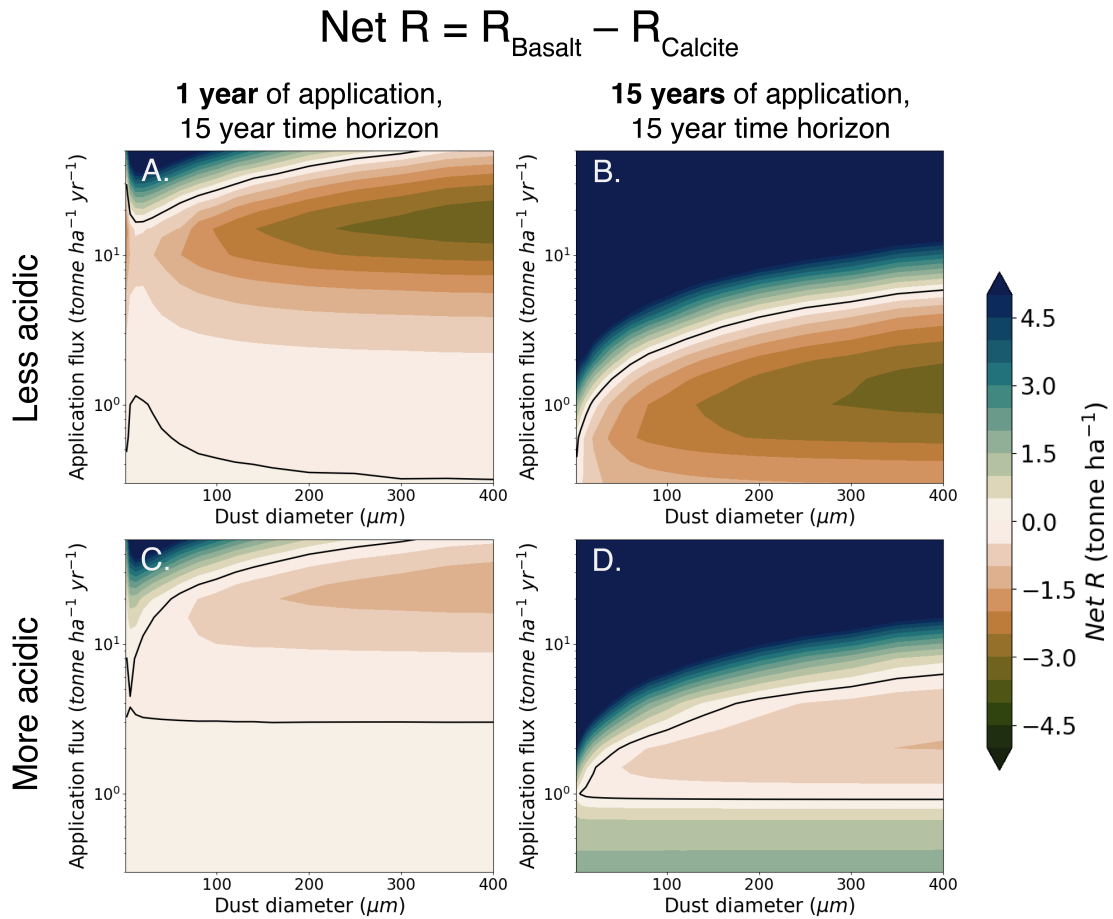 Net R = R_Basalt − R_Calcite
1 year of application,
15 year time horizon
15 years of application,
15 year time horizon
Less acidic
A.
Application flux (tonne ha⁻¹ yr⁻¹)
10¹
10⁰
100 200 300 400
Dust diameter (μm)
B.
Application flux (tonne ha⁻¹ yr⁻¹)
10¹
10⁰
100 200 300 400
Dust diameter (μm)
More acidic
C.
Application flux (tonne ha⁻¹ yr⁻¹)
10¹
10⁰
100 200 300 400
Dust diameter (μm)
D.
Application flux (tonne ha⁻¹ yr⁻¹)
10¹
10⁰
100 200 300 400
Dust diameter (μm)
4.5
3.0
1.5
0.0
−1.5
−3.0
−4.5
Net R (tonne ha⁻¹)